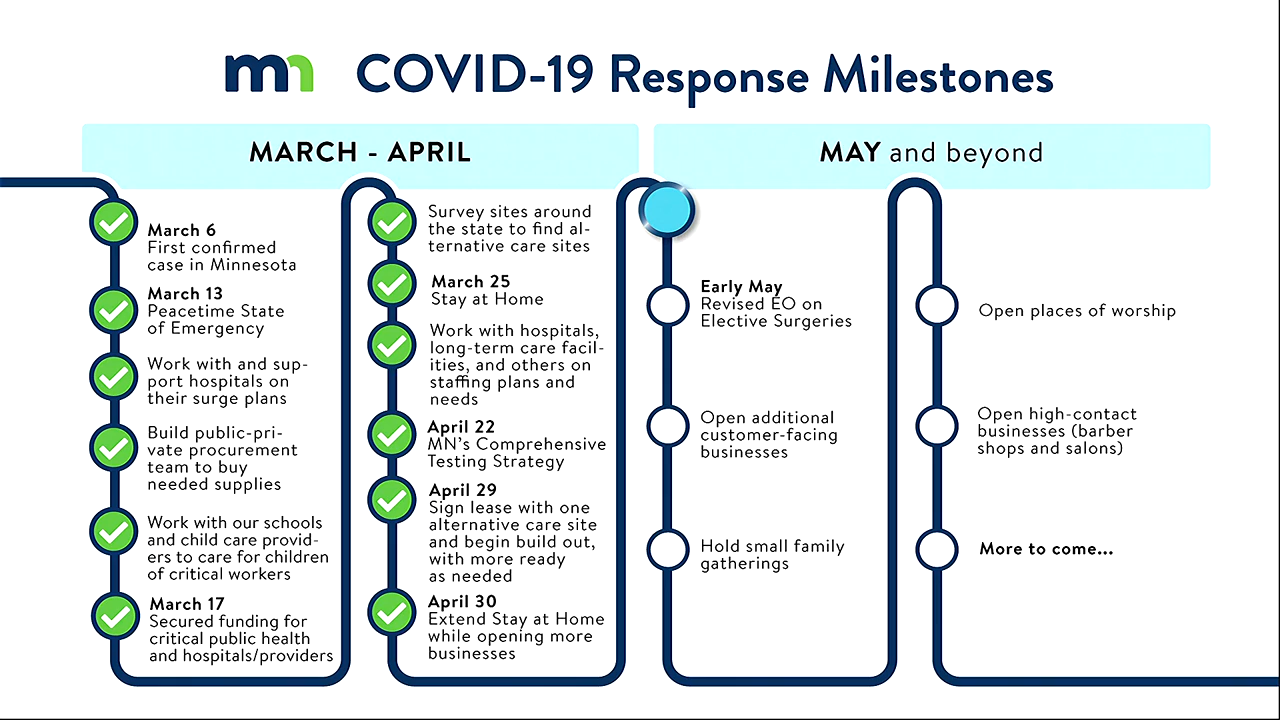 mn COVID-19 Response Milestones
MARCH - APRIL
March 6
First confirmed
case in Minnesota
March 13
Peacetime State
of Emergency
Work with and sup-
port hospitals on
their surge plans
Build public-pri-
vate procurement
team to buy
needed supplies
Work with our schools
and child care provid-
ers to care for children
of critical workers
March 17
Secured funding for
critical public health
and hospitals/providers
Survey sites around
the state to find al-
ternative care sites
March 25
Stay at Home
Work with hospitals,
long-term care facil-
ities, and others on
staffing plans and
needs
April 22
MN's Comprehensive
Testing Strategy
April 29
Sign lease with one
alternative care site
and begin build out,
with more ready
as needed
April 30
Extend Stay at Home
while opening more
businesses
MAY and beyond
Early May
Revised EO on
Elective Surgeries
Open additional
customer-facing
businesses
Hold small family
gatherings
Open places of worship
Open high-contact
businesses (barber
shops and salons)
More to come...